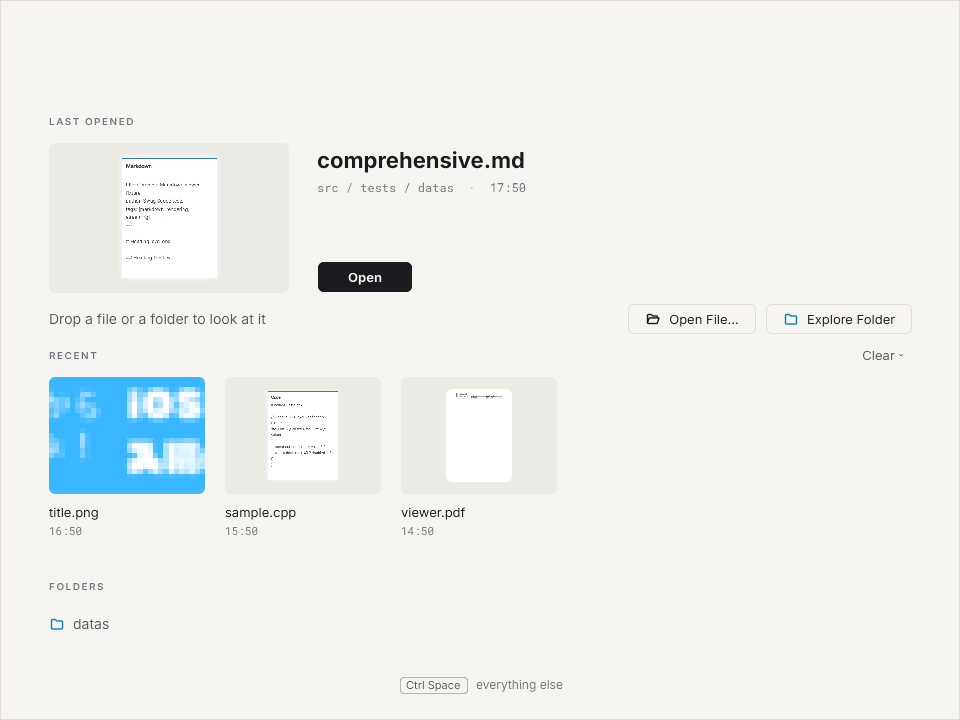 LAST OPENED
Markdown
comprehensive.md
src / tests / datas · 17:50
Open
Drop a file or a folder to look at it
Open File...
Explore Folder
RECENT
Clear
Code
title.png
sample.cpp
viewer.pdf
16:50
15:50
14:50
FOLDERS
datas
Ctrl Space everything else